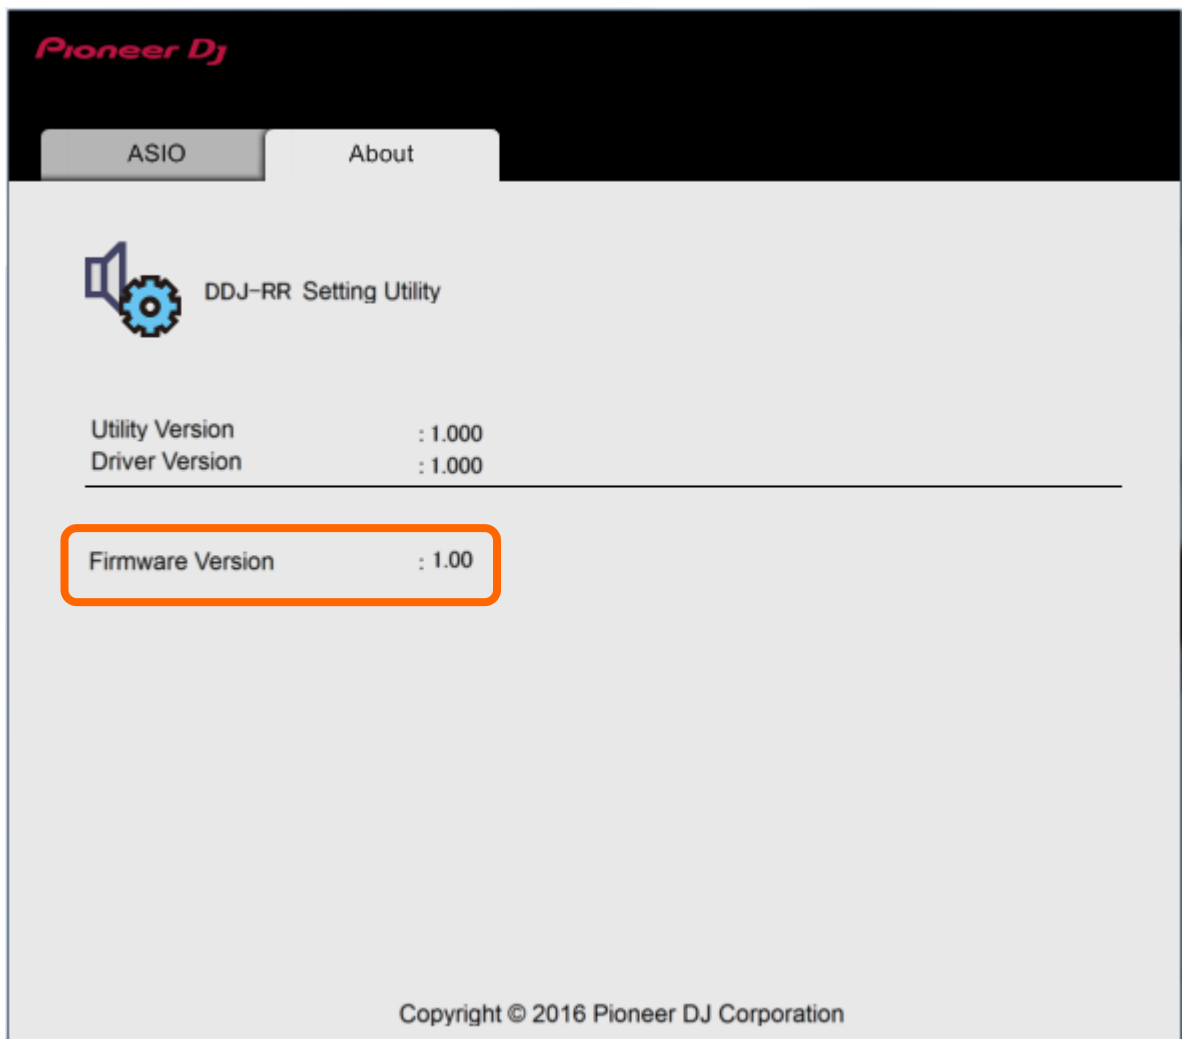 Pioneer Dj
ASIO About
DDJ-RR Setting Utility
Utility Version : 1.000
Driver Version : 1.000
Firmware Version : 1.00
Copyright © 2016 Pioneer DJ Corporation